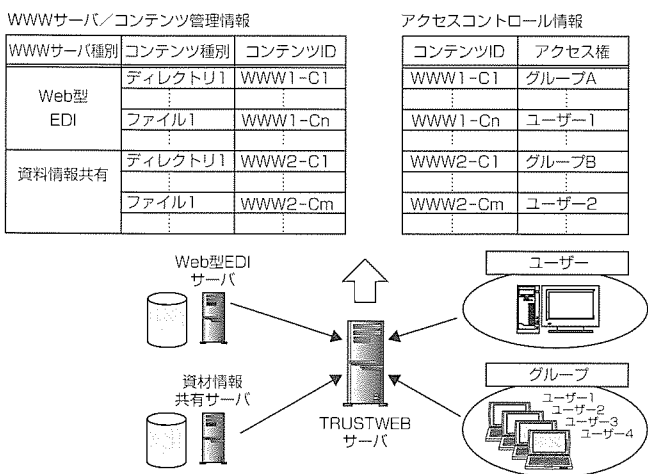 WWWサーバ/コンテンツ管理情報
WWWサーバ種別 コンテンツ種別 コンテンツID
Web型EDI ディレクトリ1 WWW1-C1
⋮ ⋮
ファイル1 WWW1-Cn
⋮ ⋮
資料情報共有 ディレクトリ1 WWW2-C1
⋮ ⋮
ファイル1 WWW2-Cm
⋮ ⋮
アクセスコントロール情報
コンテンツID アクセス権
WWW1-C1 グループA
⋮ ⋮
WWW1-Cn ユーザー1
⋮ ⋮
WWW2-C1 グループB
⋮ ⋮
WWW2-Cm ユーザー2
⋮ ⋮
Web型EDI
サーバ
ユーザー
資材情報
共有サーバ
TRUSTWEB
サーバ
グループ
ユーザー1
ユーザー2
ユーザー3
ユーザー4